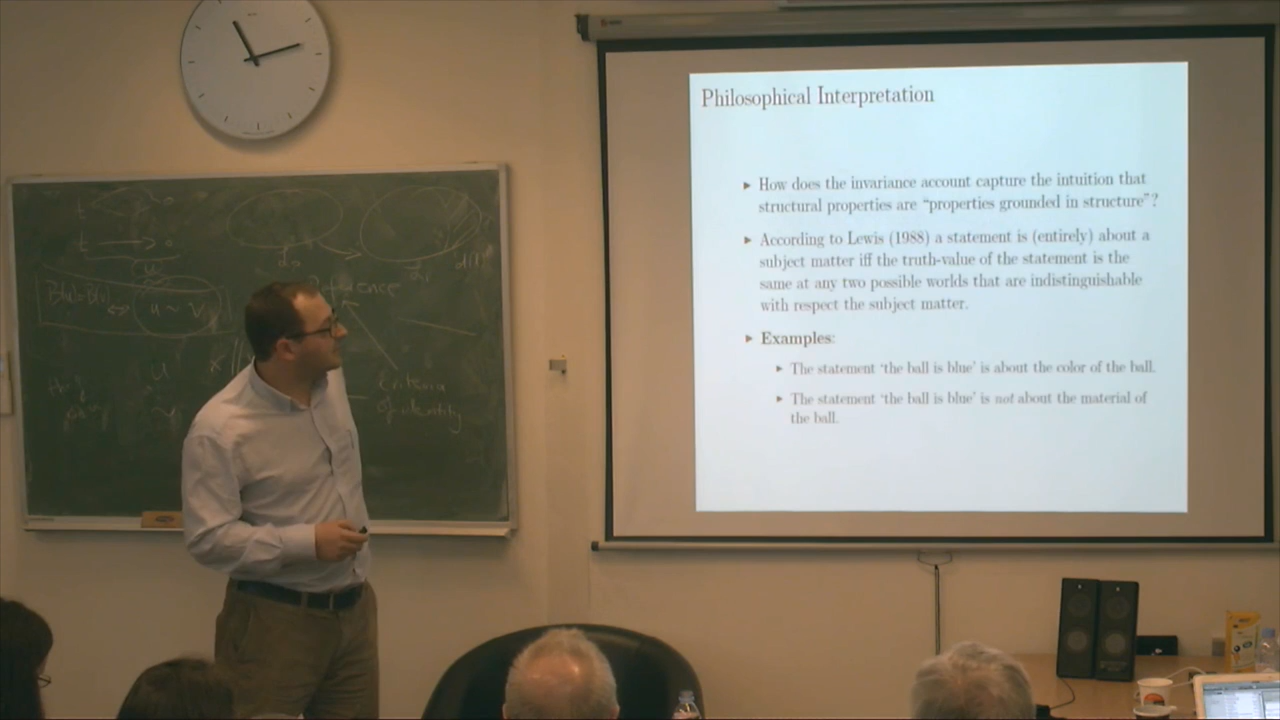 Philosophical Interpretation
▸ How does the invariance account capture the intuition that
structural properties are “properties grounded in structure”?
▸ According to Lewis (1988) a statement is (entirely) about a
subject matter iff the truth-value of the statement is the
same at any two possible worlds that are indistinguishable
with respect the subject matter.
▸ Examples:
▸ The statement ‘the ball is blue’ is about the color of the ball.
▸ The statement ‘the ball is blue’ is not about the material of
the ball.
Criteria
of identity